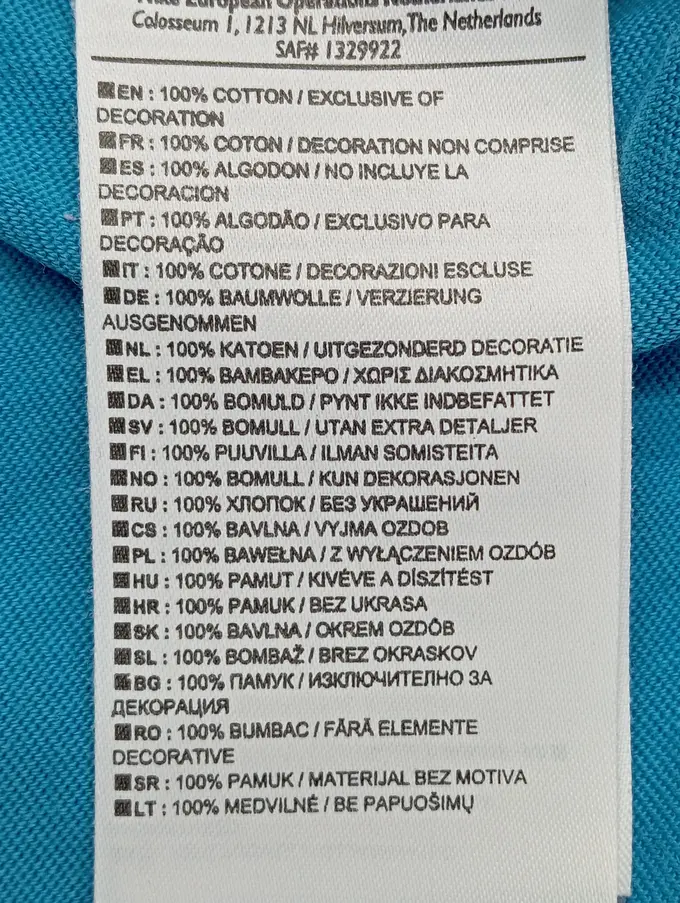 Nike European Operations Netherlands
Colosseum 1, 1213 NL Hilversum, The Netherlands
SAF# 1329922
EN : 100% COTTON / EXCLUSIVE OF
DECORATION
FR : 100% COTON / DECORATION NON COMPRISE
ES : 100% ALGODON / NO INCLUYE LA
DECORACION
PT : 100% ALGODÃO / EXCLUSIVO PARA
DECORAÇÃO
IT : 100% COTONE / DECORAZIONI ESCLUSE
DE : 100% BAUMWOLLE / VERZIERUNG
AUSGENOMMEN
NL : 100% KATOEN / UITGEZONDERD DECORATIE
EL : 100% ΒΑΜΒΑΚΕΡΟ / ΧΩΡΙΣ ΔΙΑΚΟΣΜΗΤΙΚΑ
DA : 100% BOMULD / PYNT IKKE INDBEFATTET
SV : 100% BOMULL / UTAN EXTRA DETALJER
FI : 100% PUUVILLA / ILMAN SOMISTEITA
NO : 100% BOMULL / KUN DEKORASJONEN
RU : 100% ХЛОПОК / БЕЗ УКРАШЕНИЙ
CS : 100% BAVLNA / VYJMA OZDOB
PL : 100% BAWEŁNA / Z WYŁĄCZENIEM OZDÓB
HU : 100% PAMUT / KIVÉVE A DÍSZÍTÉST
HR : 100% PAMUK / BEZ UKRASA
SK : 100% BAVLNA / OKREM OZDÔB
SL : 100% BOMBAŽ / BREZ OKRASKOV
BG : 100% ПАМУК / ИЗКЛЮЧИТЕЛНО ЗА
ДЕКОРАЦИЯ
RO : 100% BUMBAC / FĂRĂ ELEMENTE
DECORATIVE
SR : 100% PAMUK / MATERIJAL BEZ MOTIVA
LT : 100% MEDVILNĖ / BE PAPUOŠIMŲ